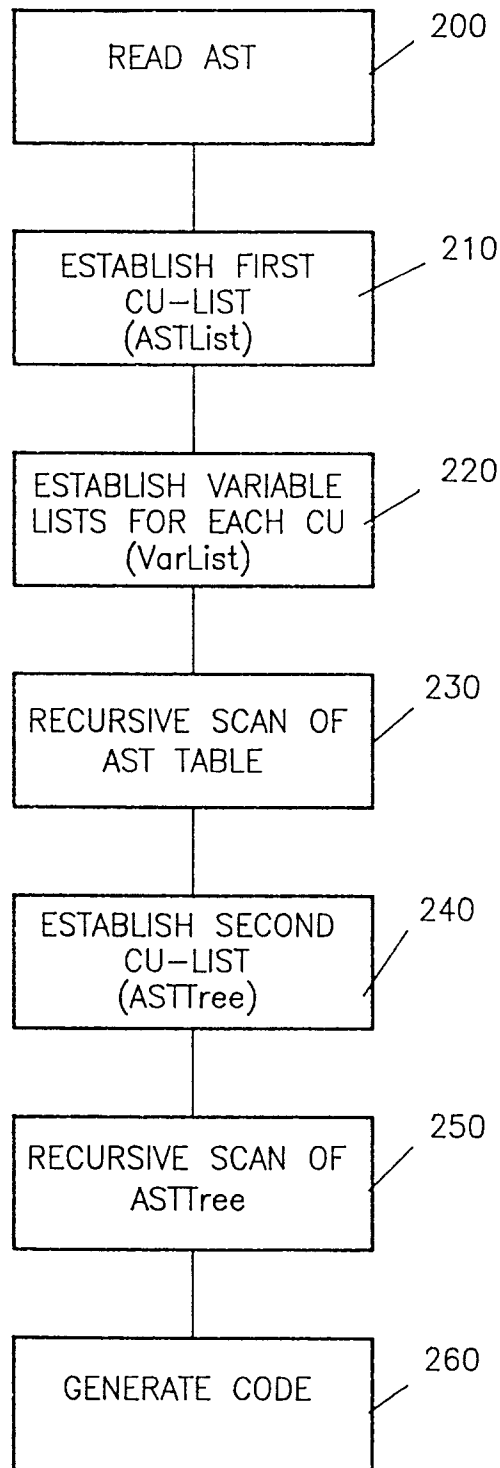 200
READ AST
210
ESTABLISH FIRST
CU-LIST
(ASTList)
220
ESTABLISH VARIABLE
LISTS FOR EACH CU
(VarList)
230
RECURSIVE SCAN OF
AST TABLE
240
ESTABLISH SECOND
CU-LIST
(ASTTree)
250
RECURSIVE SCAN OF
ASTTree
260
GENERATE CODE